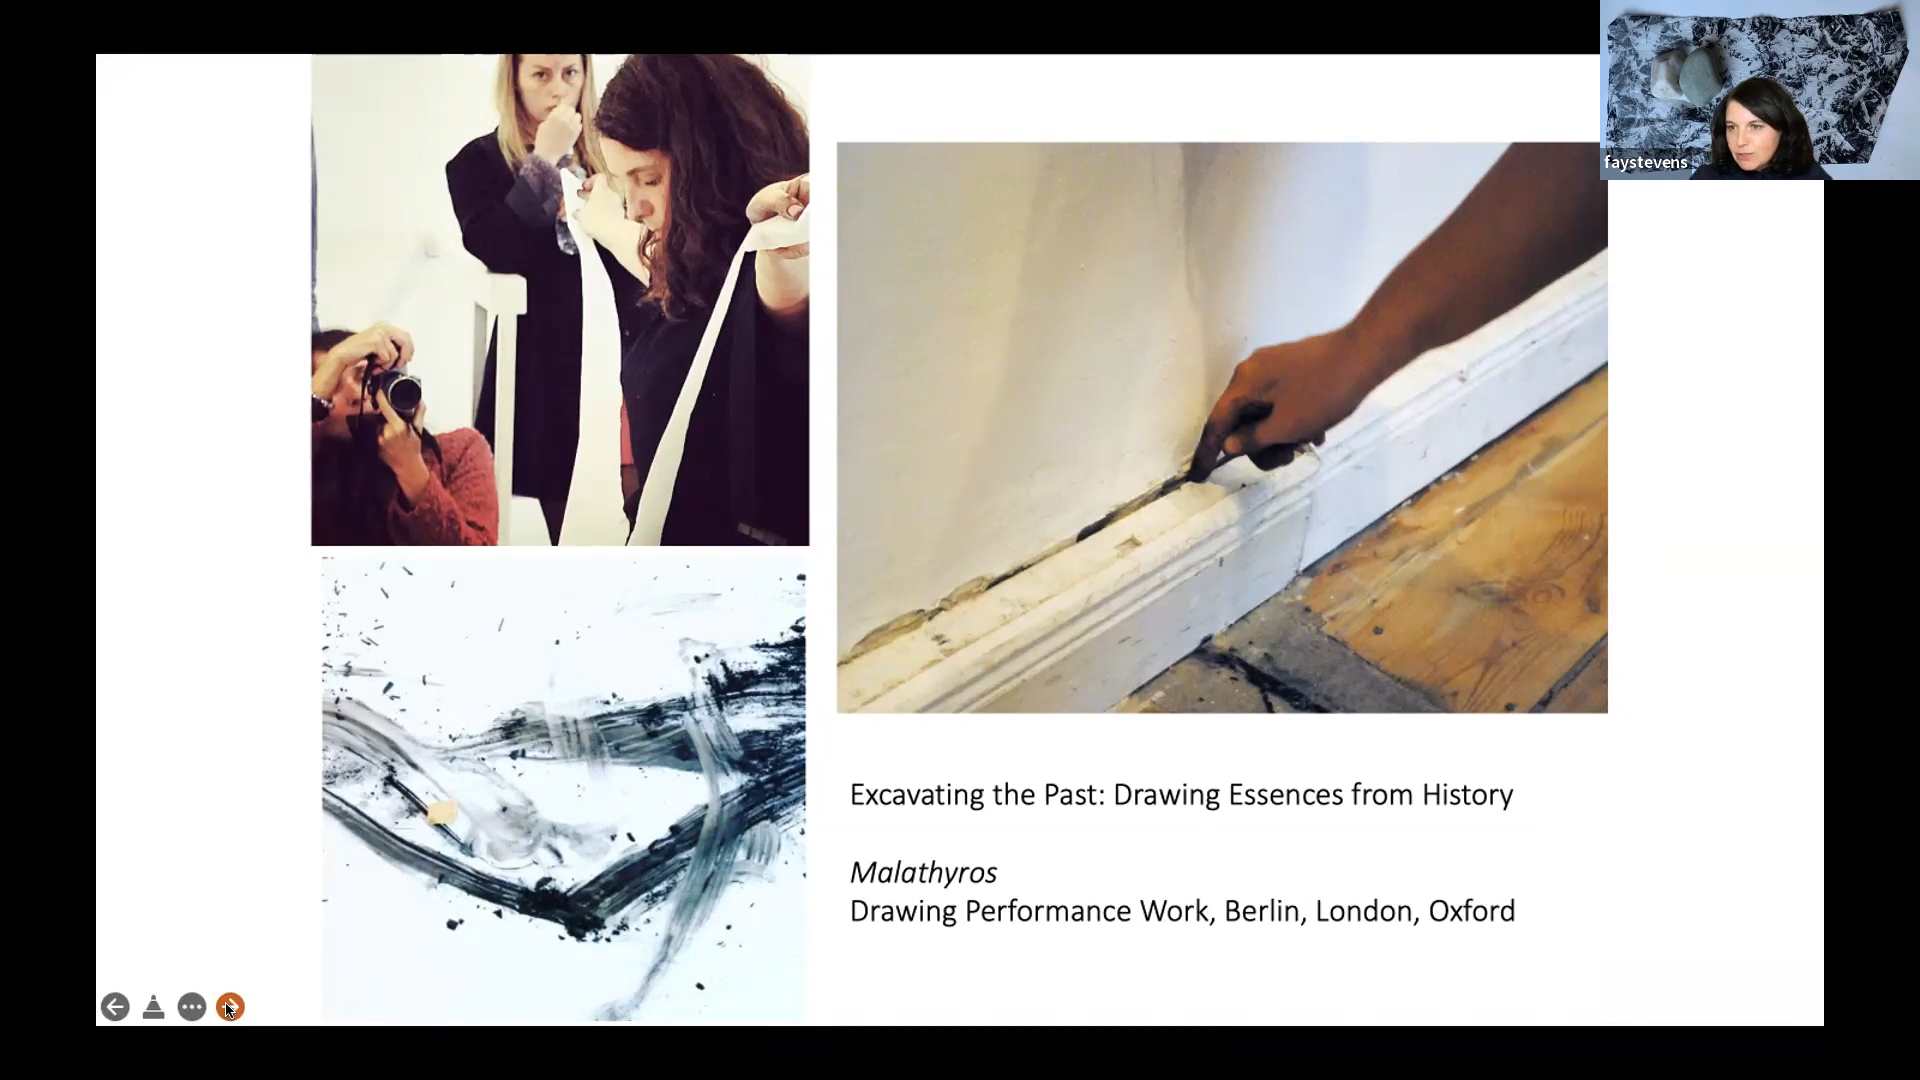 faystevens
Excavating the Past: Drawing Essences from History
Malathyros
Drawing Performance Work, Berlin, London, Oxford